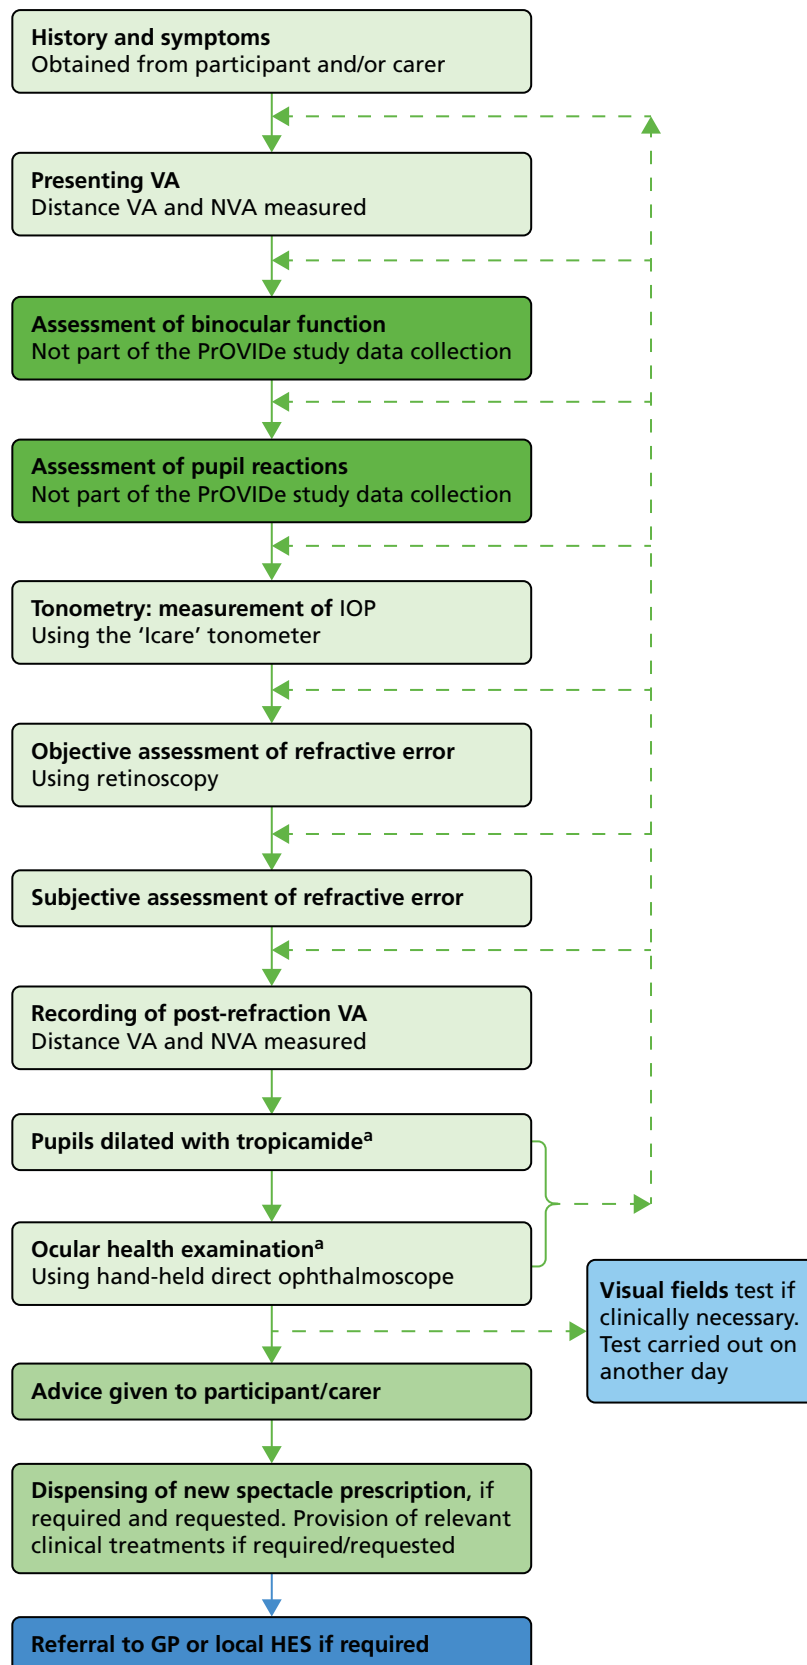 History and symptoms
Obtained from participant and/or carer
Presenting VA
Distance VA and NVA measured
Assessment of binocular function
Not part of the PrOVIDe study data collection
Assessment of pupil reactions
Not part of the PrOVIDe study data collection
Tonometry: measurement of IOP
Using the ‘Icare’ tonometer
Objective assessment of refractive error
Using retinoscopy
Subjective assessment of refractive error
Recording of post-refraction VA
Distance VA and NVA measured
Pupils dilated with tropicamideᵃ
Ocular health examinationᵃ
Using hand-held direct ophthalmoscope
Visual fields test if
clinically necessary.
Test carried out on
another day
Advice given to participant/carer
Dispensing of new spectacle prescription, if
required and requested. Provision of relevant
clinical treatments if required/requested
Referral to GP or local HES if required